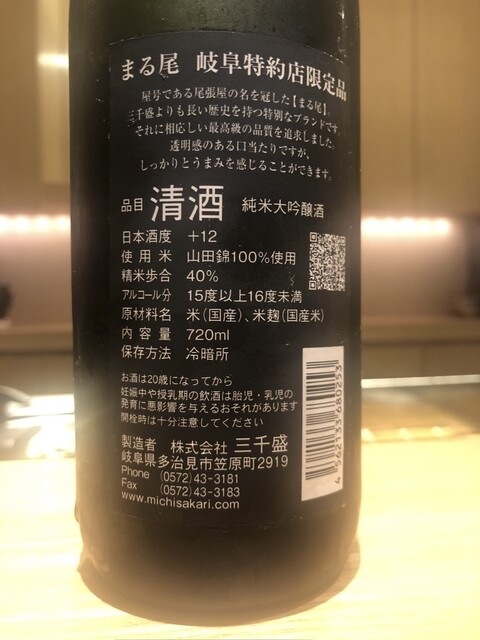 まる尾 岐阜特約店限定品
屋号である尾張屋の名を冠した【まる尾】。
三千盛よりも長い歴史を持つ特別なブランドです。
それに相応しい最高級の品質を追求しました。
透明感のある口当たりですが、
しっかりとうまみを感じることができます。
品目 清酒 純米大吟醸酒
日本酒度 +12
使用米 山田錦100%使用
精米歩合 40%
アルコール分 15度以上16度未満
原材料名 米(国産)、米麹(国産米)
内容量 720ml
保存方法 冷暗所
お酒は20歳になってから
妊娠中や授乳期の飲酒は胎児・乳児の
発育に悪影響を与えるおそれがあります
開栓時は十分注意してください
製造者 株式会社 三千盛
岐阜県多治見市笠原町2919
Phone (0572)43-3181
Fax (0572)43-3183
www.michisakari.com
4 562133 680253